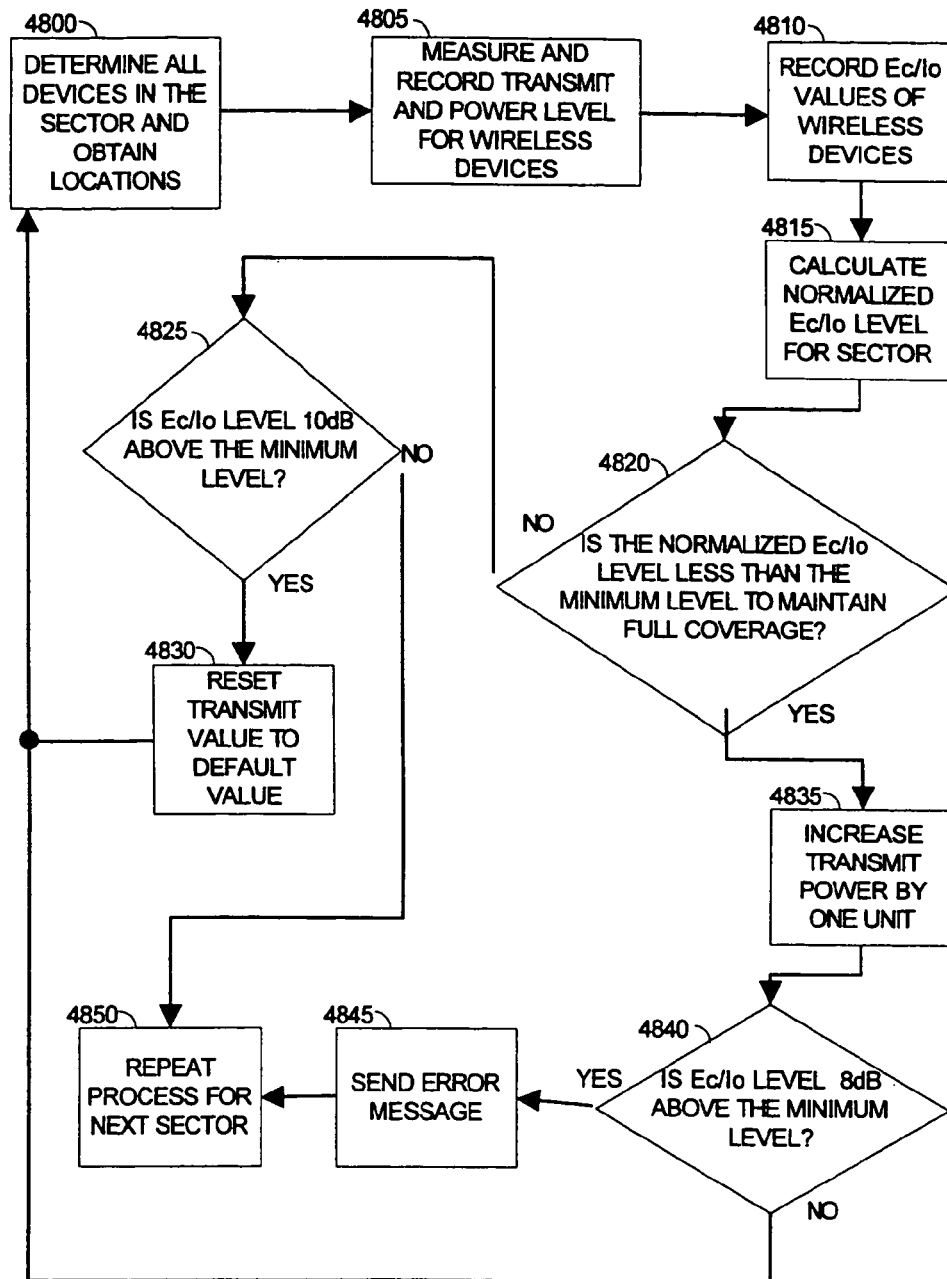 4800
DETERMINE ALL
DEVICES IN THE
SECTOR AND
OBTAIN
LOCATIONS
4805
MEASURE AND
RECORD TRANSMIT
AND POWER LEVEL
FOR WIRELESS
DEVICES
4810
RECORD Ec/Io
VALUES OF
WIRELESS
DEVICES
4815
CALCULATE
NORMALIZED
Ec/Io LEVEL
FOR SECTOR
4825
IS Ec/Io LEVEL 10dB
ABOVE THE MINIMUM
LEVEL?
NO
YES
4820
NO
IS THE NORMALIZED Ec/Io
LEVEL LESS THAN THE
MINIMUM LEVEL TO MAINTAIN
FULL COVERAGE?
YES
4830
RESET
TRANSMIT
VALUE TO
DEFAULT
VALUE
4835
INCREASE
TRANSMIT
POWER BY
ONE UNIT
4850
REPEAT
PROCESS FOR
NEXT SECTOR
4845
SEND ERROR
MESSAGE
4840
YES
IS Ec/Io LEVEL 8dB
ABOVE THE MINIMUM
LEVEL?
NO